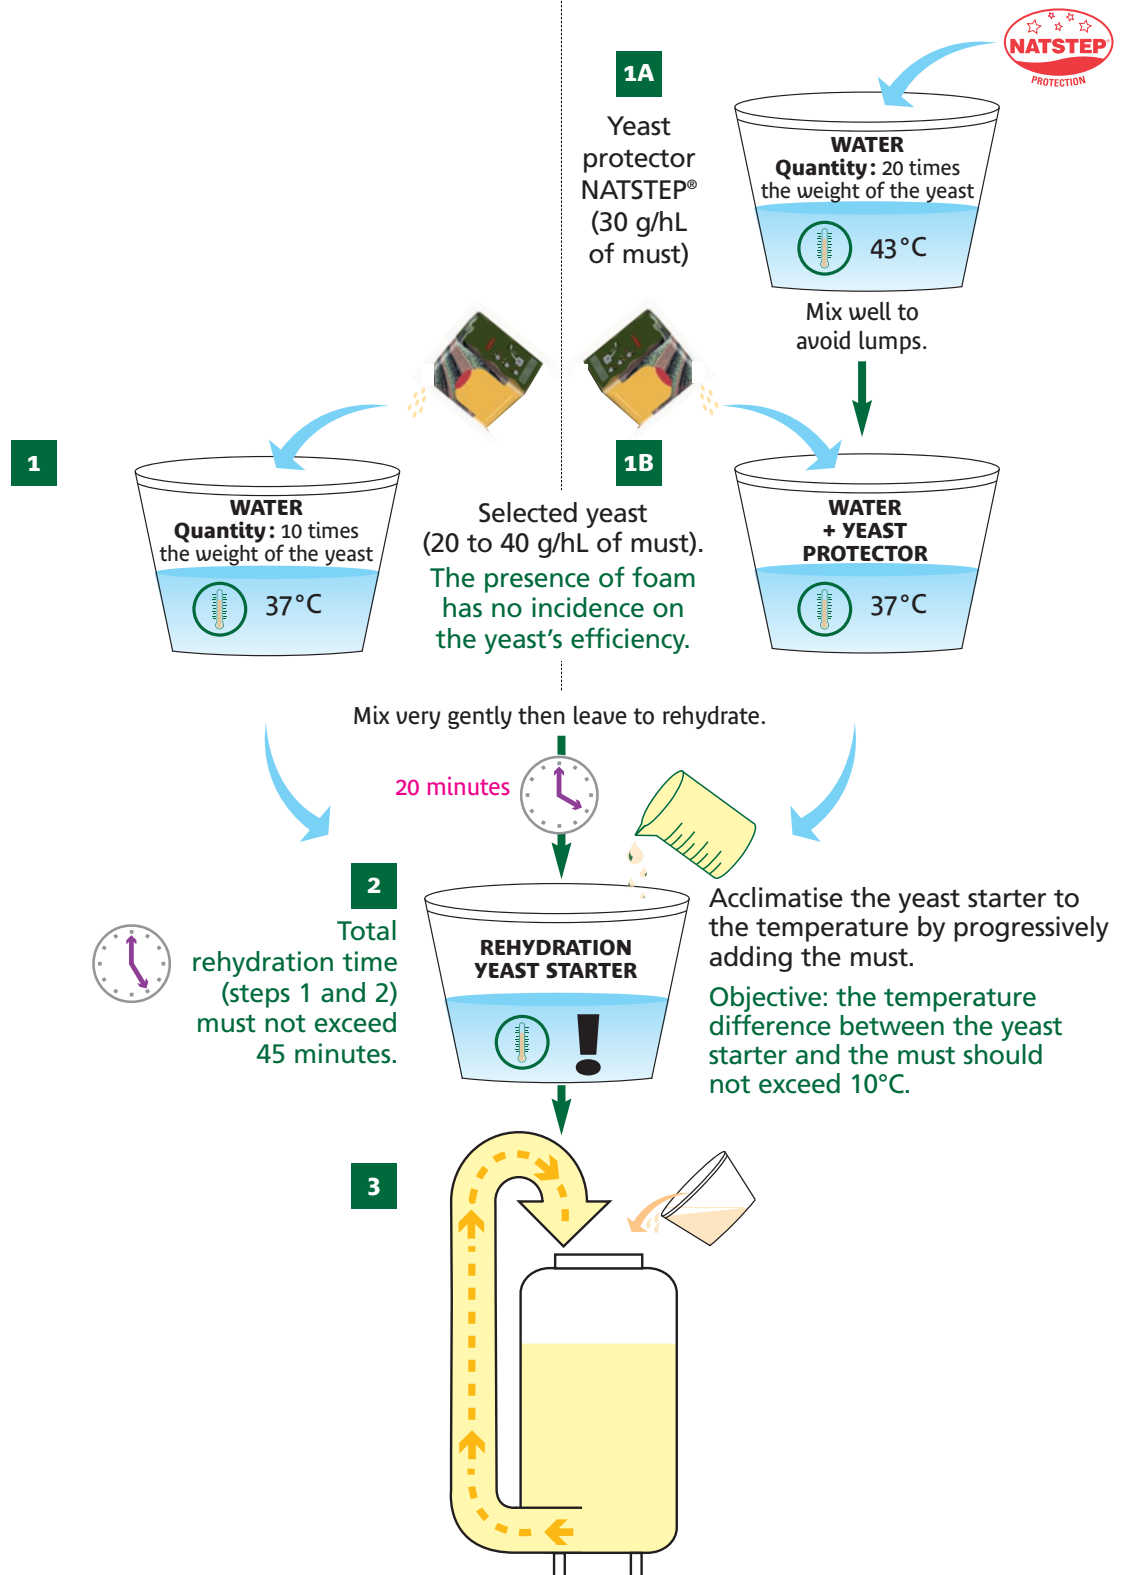 NATSTEP®
PROTECTION
1A
Yeast
protector
NATSTEP®
(30 g/hL
of must)
WATER
Quantity: 20 times
the weight of the yeast
43°C
Mix well to
avoid lumps.
1
WATER
Quantity: 10 times
the weight of the yeast
37°C
1B
Selected yeast
(20 to 40 g/hL of must).
The presence of foam
has no incidence on
the yeast’s efficiency.
WATER
+ YEAST
PROTECTOR
37°C
Mix very gently then leave to rehydrate.
20 minutes
2
Total
rehydration time
(steps 1 and 2)
must not exceed
45 minutes.
REHYDRATION
YEAST STARTER
!
Acclimatise the yeast starter to
the temperature by progressively
adding the must.
Objective: the temperature
difference between the yeast
starter and the must should
not exceed 10°C.
3